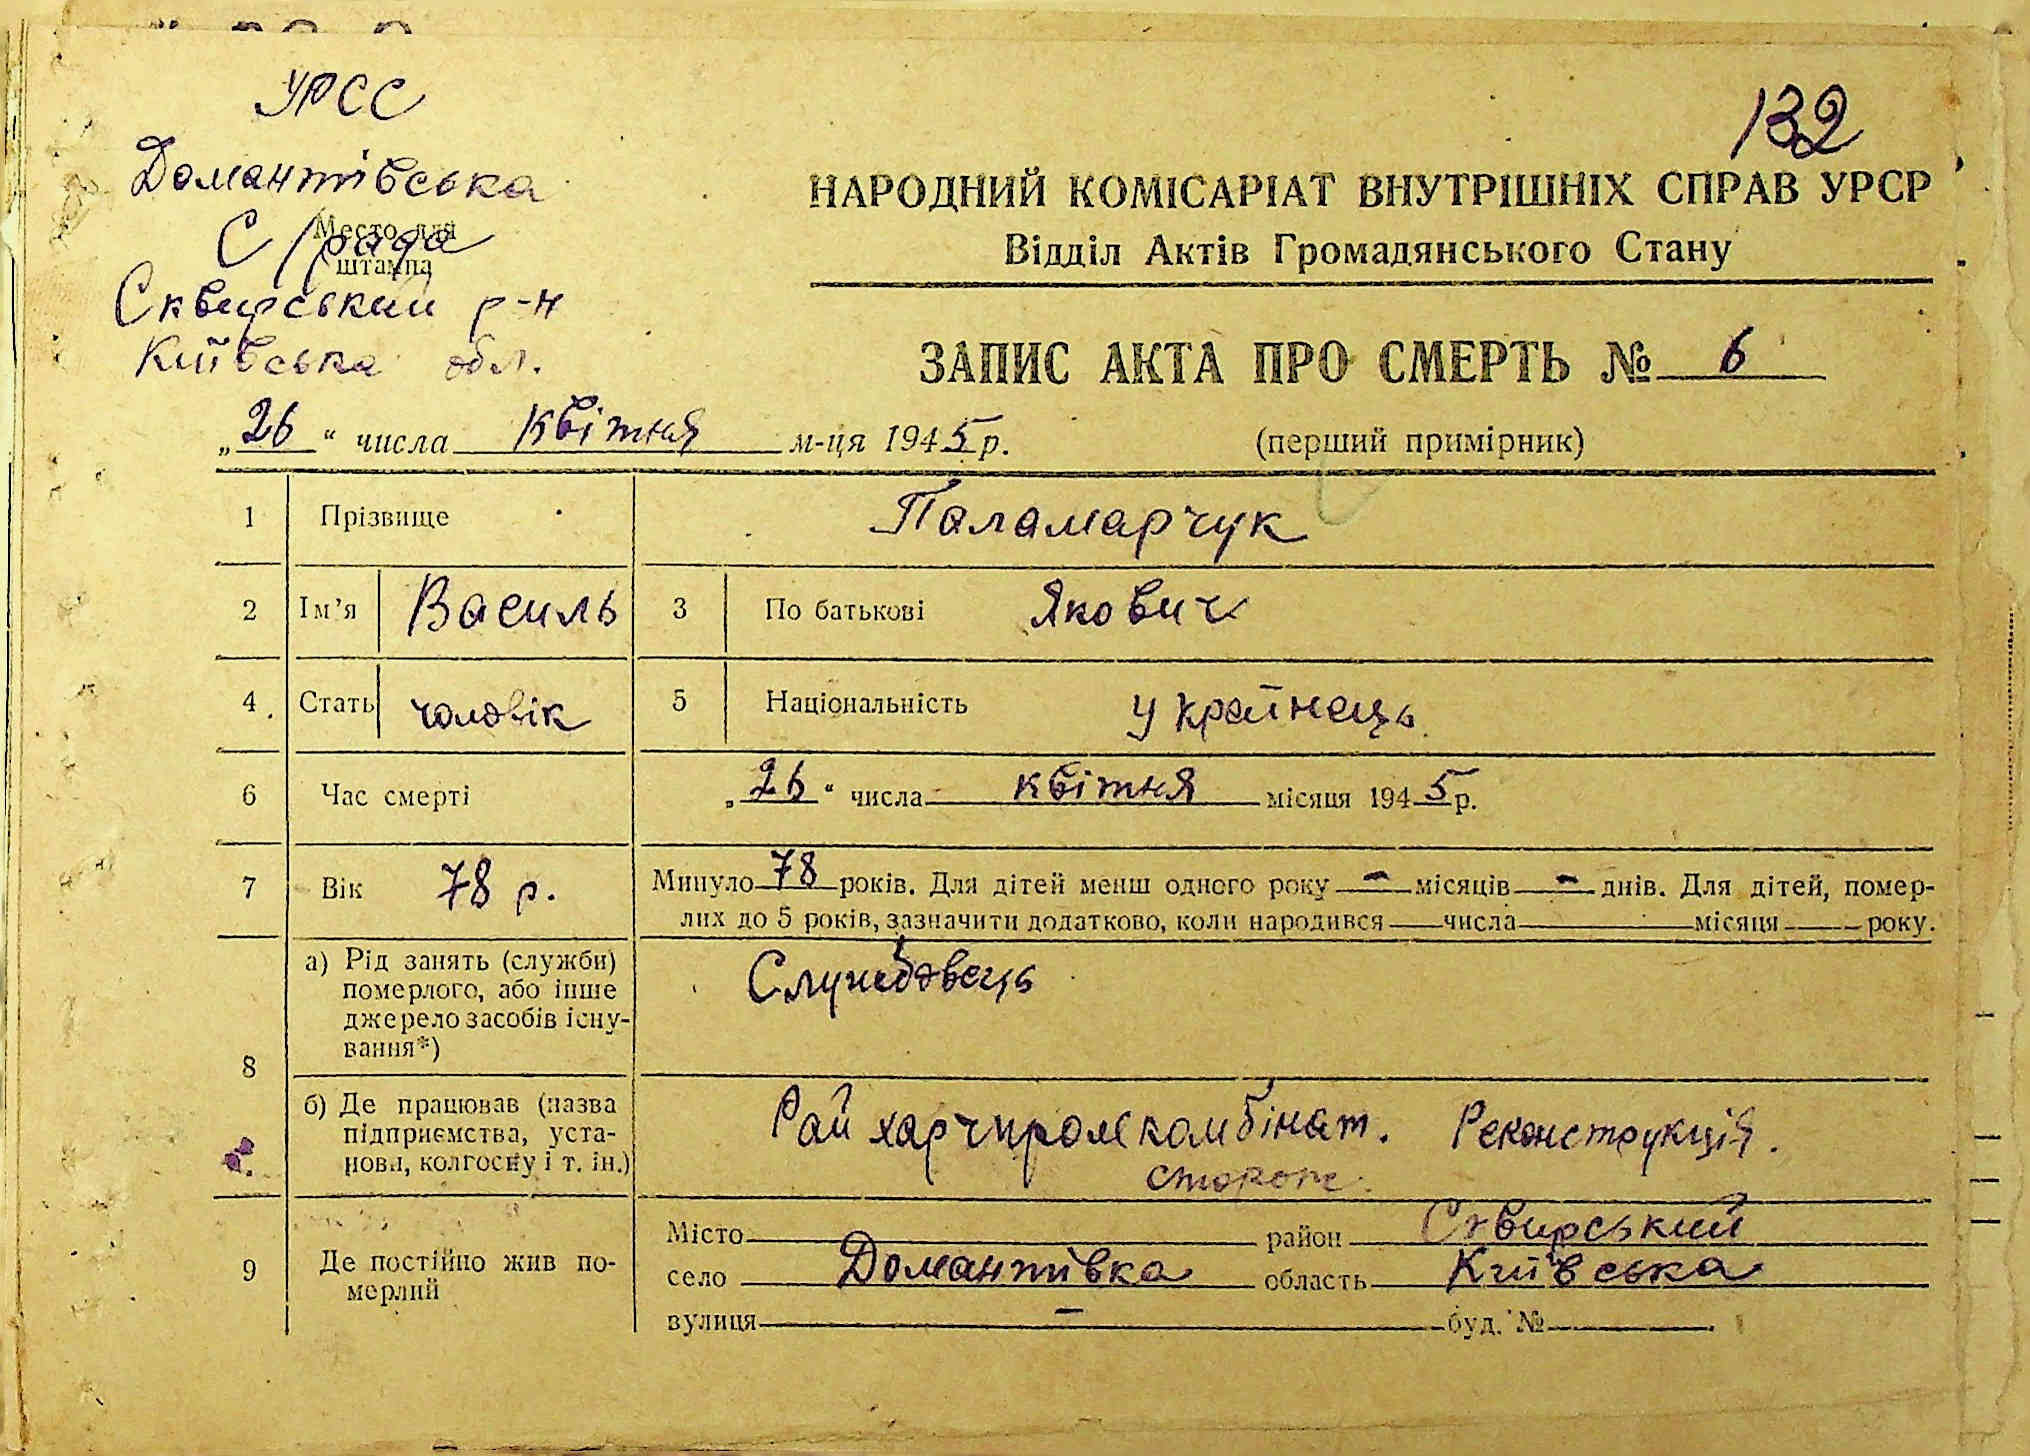 УРСС
132
Домантівська
С/рада
Место для
штампа
Сквирський р-н
Київська обл.
НАРОДНИЙ КОМІСАРІАТ ВНУТРІШНІХ СПРАВ УРСР
Відділ Актів Громадянського Стану
ЗАПИС АКТА ПРО СМЕРТЬ № 6
„26“ числа квітня м-ця 1945р.
(перший примірник)
1 Прізвище Паламарчук
2 Ім’я Василь 3 По батькові Якович
4 Стать чоловік 5 Національність Українець
6 Час смерті „26“ числа квітня місяця 1945р.
7 Вік 78 р. Минуло 78 років. Для дітей менш одного року – місяців – днів. Для дітей, помер-
лих до 5 років, зазначити додатково, коли народився числа місяця року.
8 а) Рід занять (служби)
померлого, або інше
джерело засобів існу-
вання*)
Службовець
б) Де працював (назва
підприємства, уста-
нови, колгоспу і т. ін.)
Рай харчпромкомбінат. Реконструкція.
сторож.
9 Де постійно жив по-
мерлий
Місто район Сквирський
село Домантівка область Київська
вулиця – буд. №